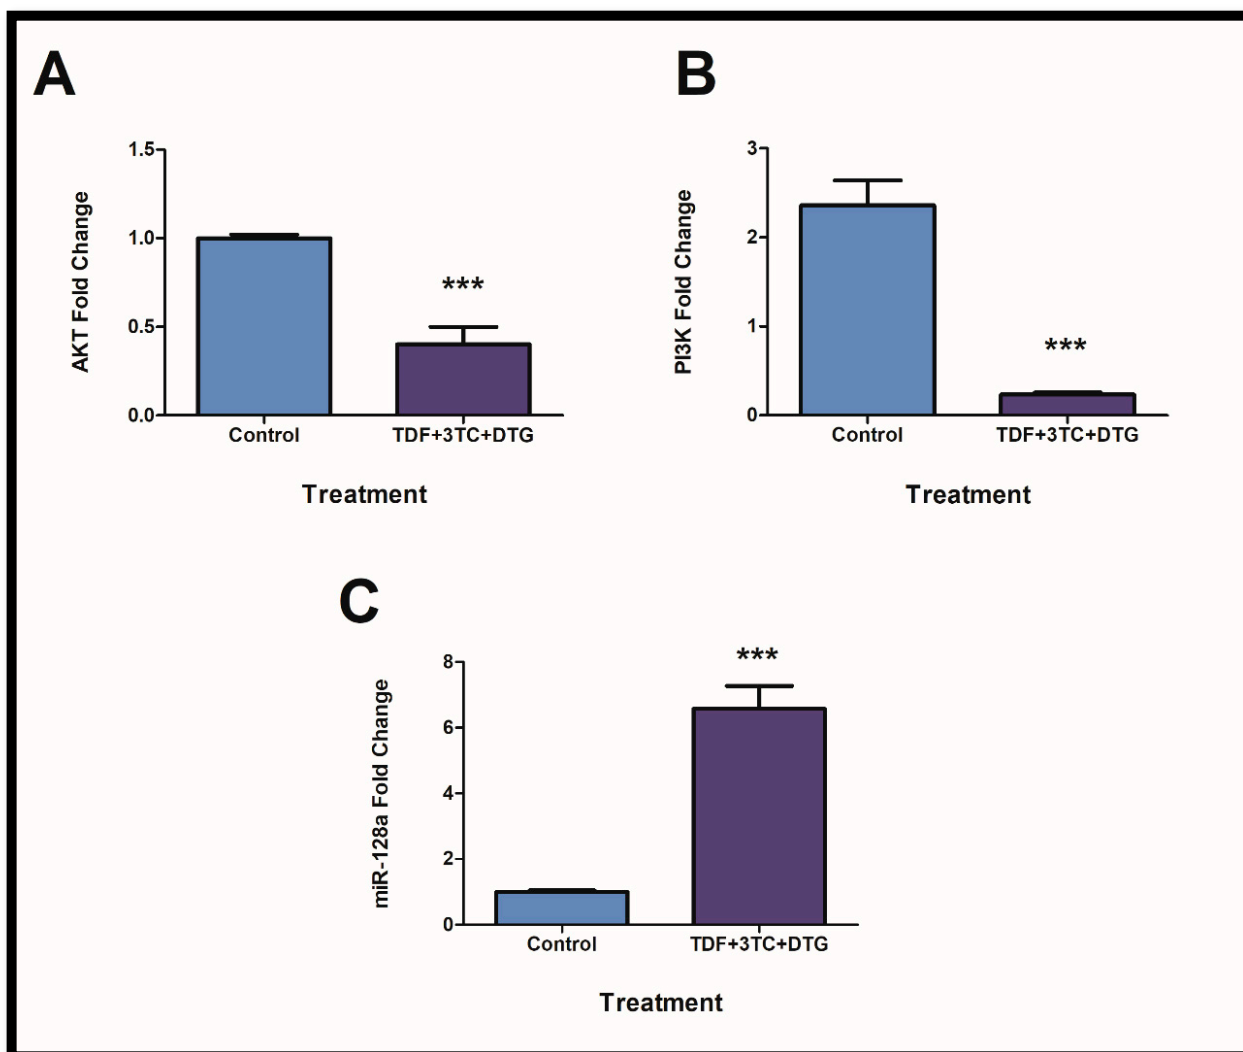 A
AKT Fold Change
1.5
1.0
0.5
0.0
***
Control TDF+3TC+DTG
Treatment
B
PI3K Fold Change
3
2
1
0
***
Control TDF+3TC+DTG
Treatment
C
miR-128a Fold Change
8
6
4
2
0
***
Control TDF+3TC+DTG
Treatment